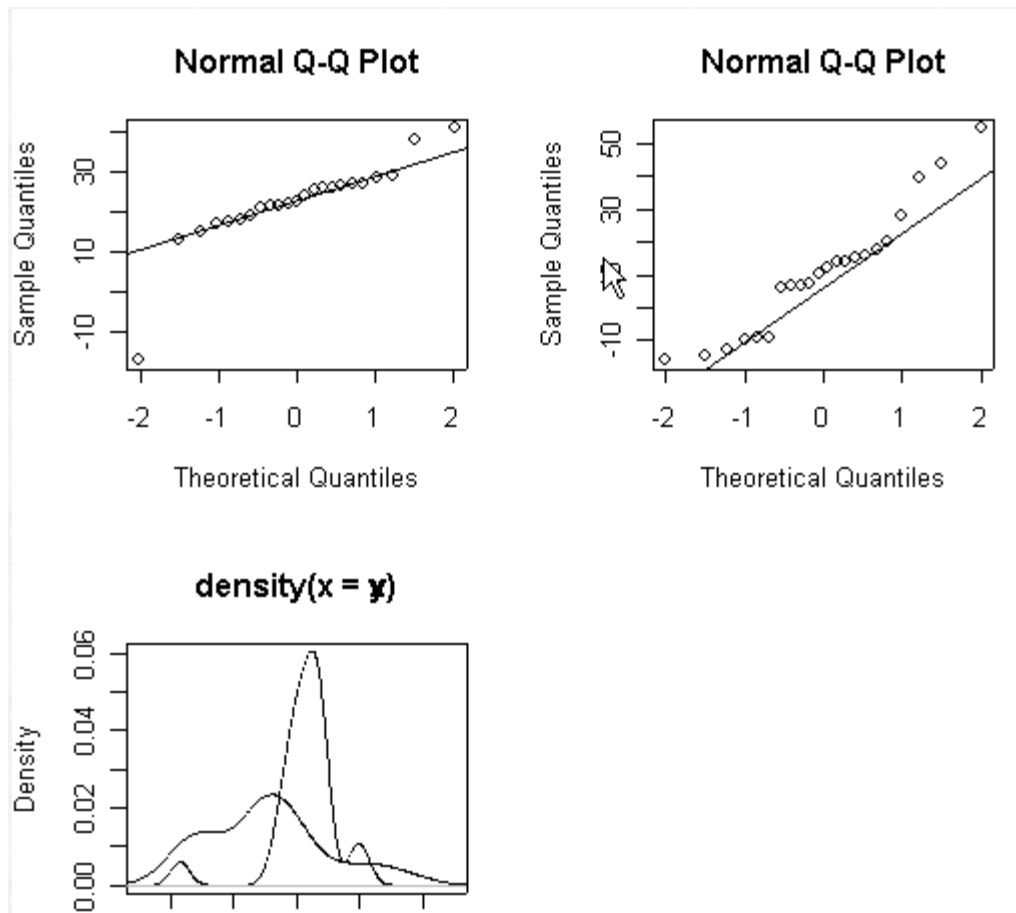 Normal Q-Q Plot
Sample Quantiles
-10
10
30
-2
-1
0
1
2
Theoretical Quantiles
Normal Q-Q Plot
Sample Quantiles
-10
30
50
-2
-1
0
1
2
Theoretical Quantiles
density(x =
Density
0.00
0.02
0.04
0.06